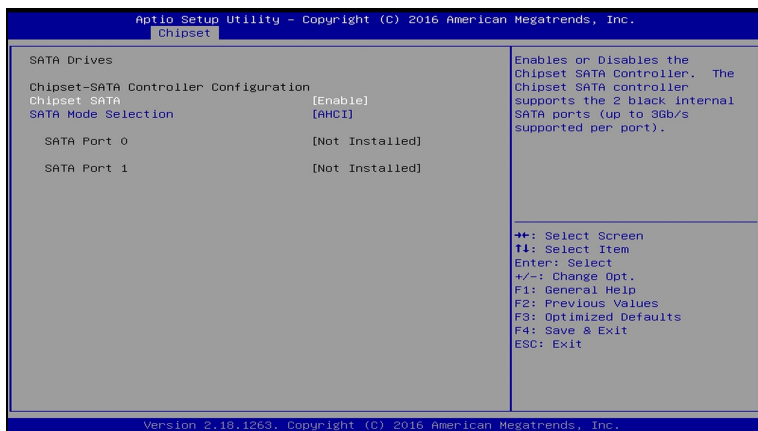 Aptio Setup Utility – Copyright (C) 2016 American Megatrends, Inc.
Chipset
SATA Drives
Chipset-SATA Controller Configuration
Chipset SATA [Enable]
SATA Mode Selection [AHCI]
SATA Port 0 [Not Installed]
SATA Port 1 [Not Installed]
Enables or Disables the
Chipset SATA Controller. The
Chipset SATA controller
supports the 2 black internal
SATA ports (up to 3Gb/s
supported per port).
→←: Select Screen
↑↓: Select Item
Enter: Select
+/-: Change Opt.
F1: General Help
F2: Previous Values
F3: Optimized Defaults
F4: Save & Exit
ESC: Exit
Version 2.18.1263. Copyright (C) 2016 American Megatrends, Inc.